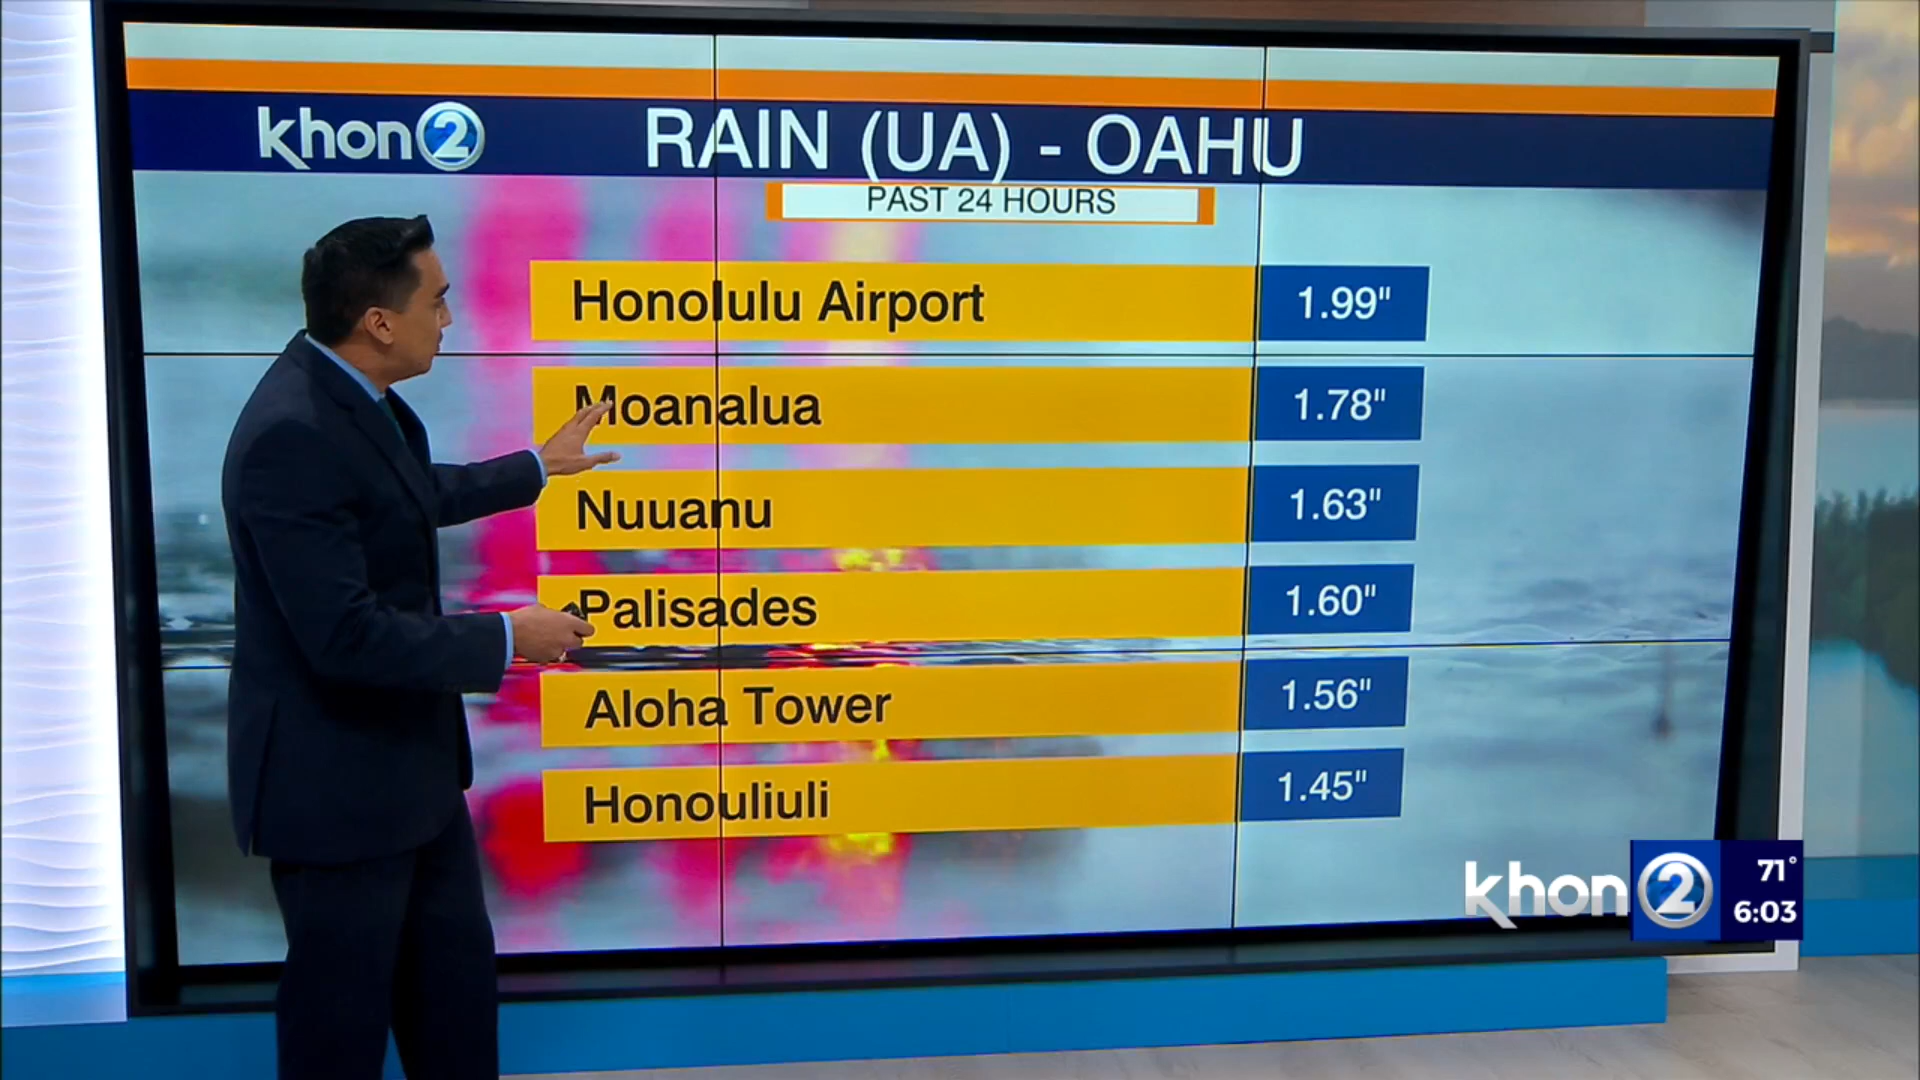 khon2 RAIN (UA) - OAHU
PAST 24 HOURS
Honolulu Airport 1.99"
Moanalua 1.78"
Nuuanu 1.63"
Palisades 1.60"
Aloha Tower 1.56"
Honouliuli 1.45"
khon2 71°
6:03